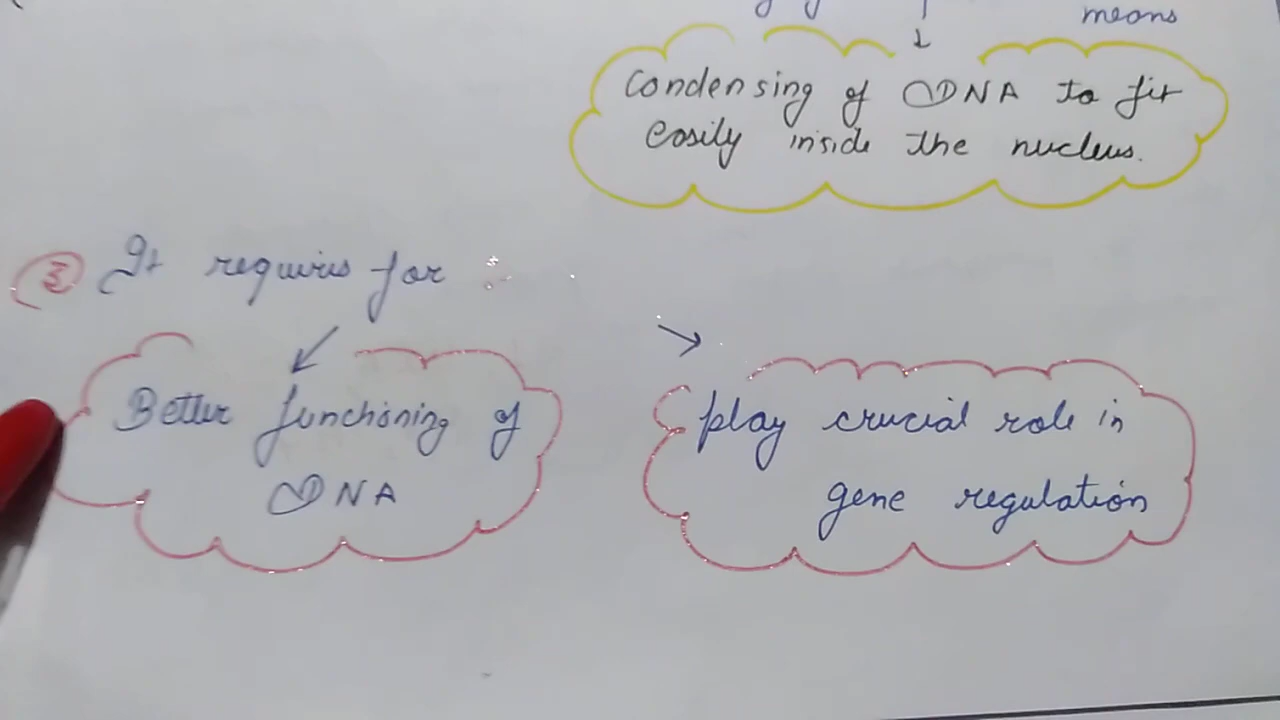 means
↓
Condensing of DNA to fit
easily inside the nucleus.
③ It requires for :
Better functioning of
DNA
play crucial role in
gene regulation